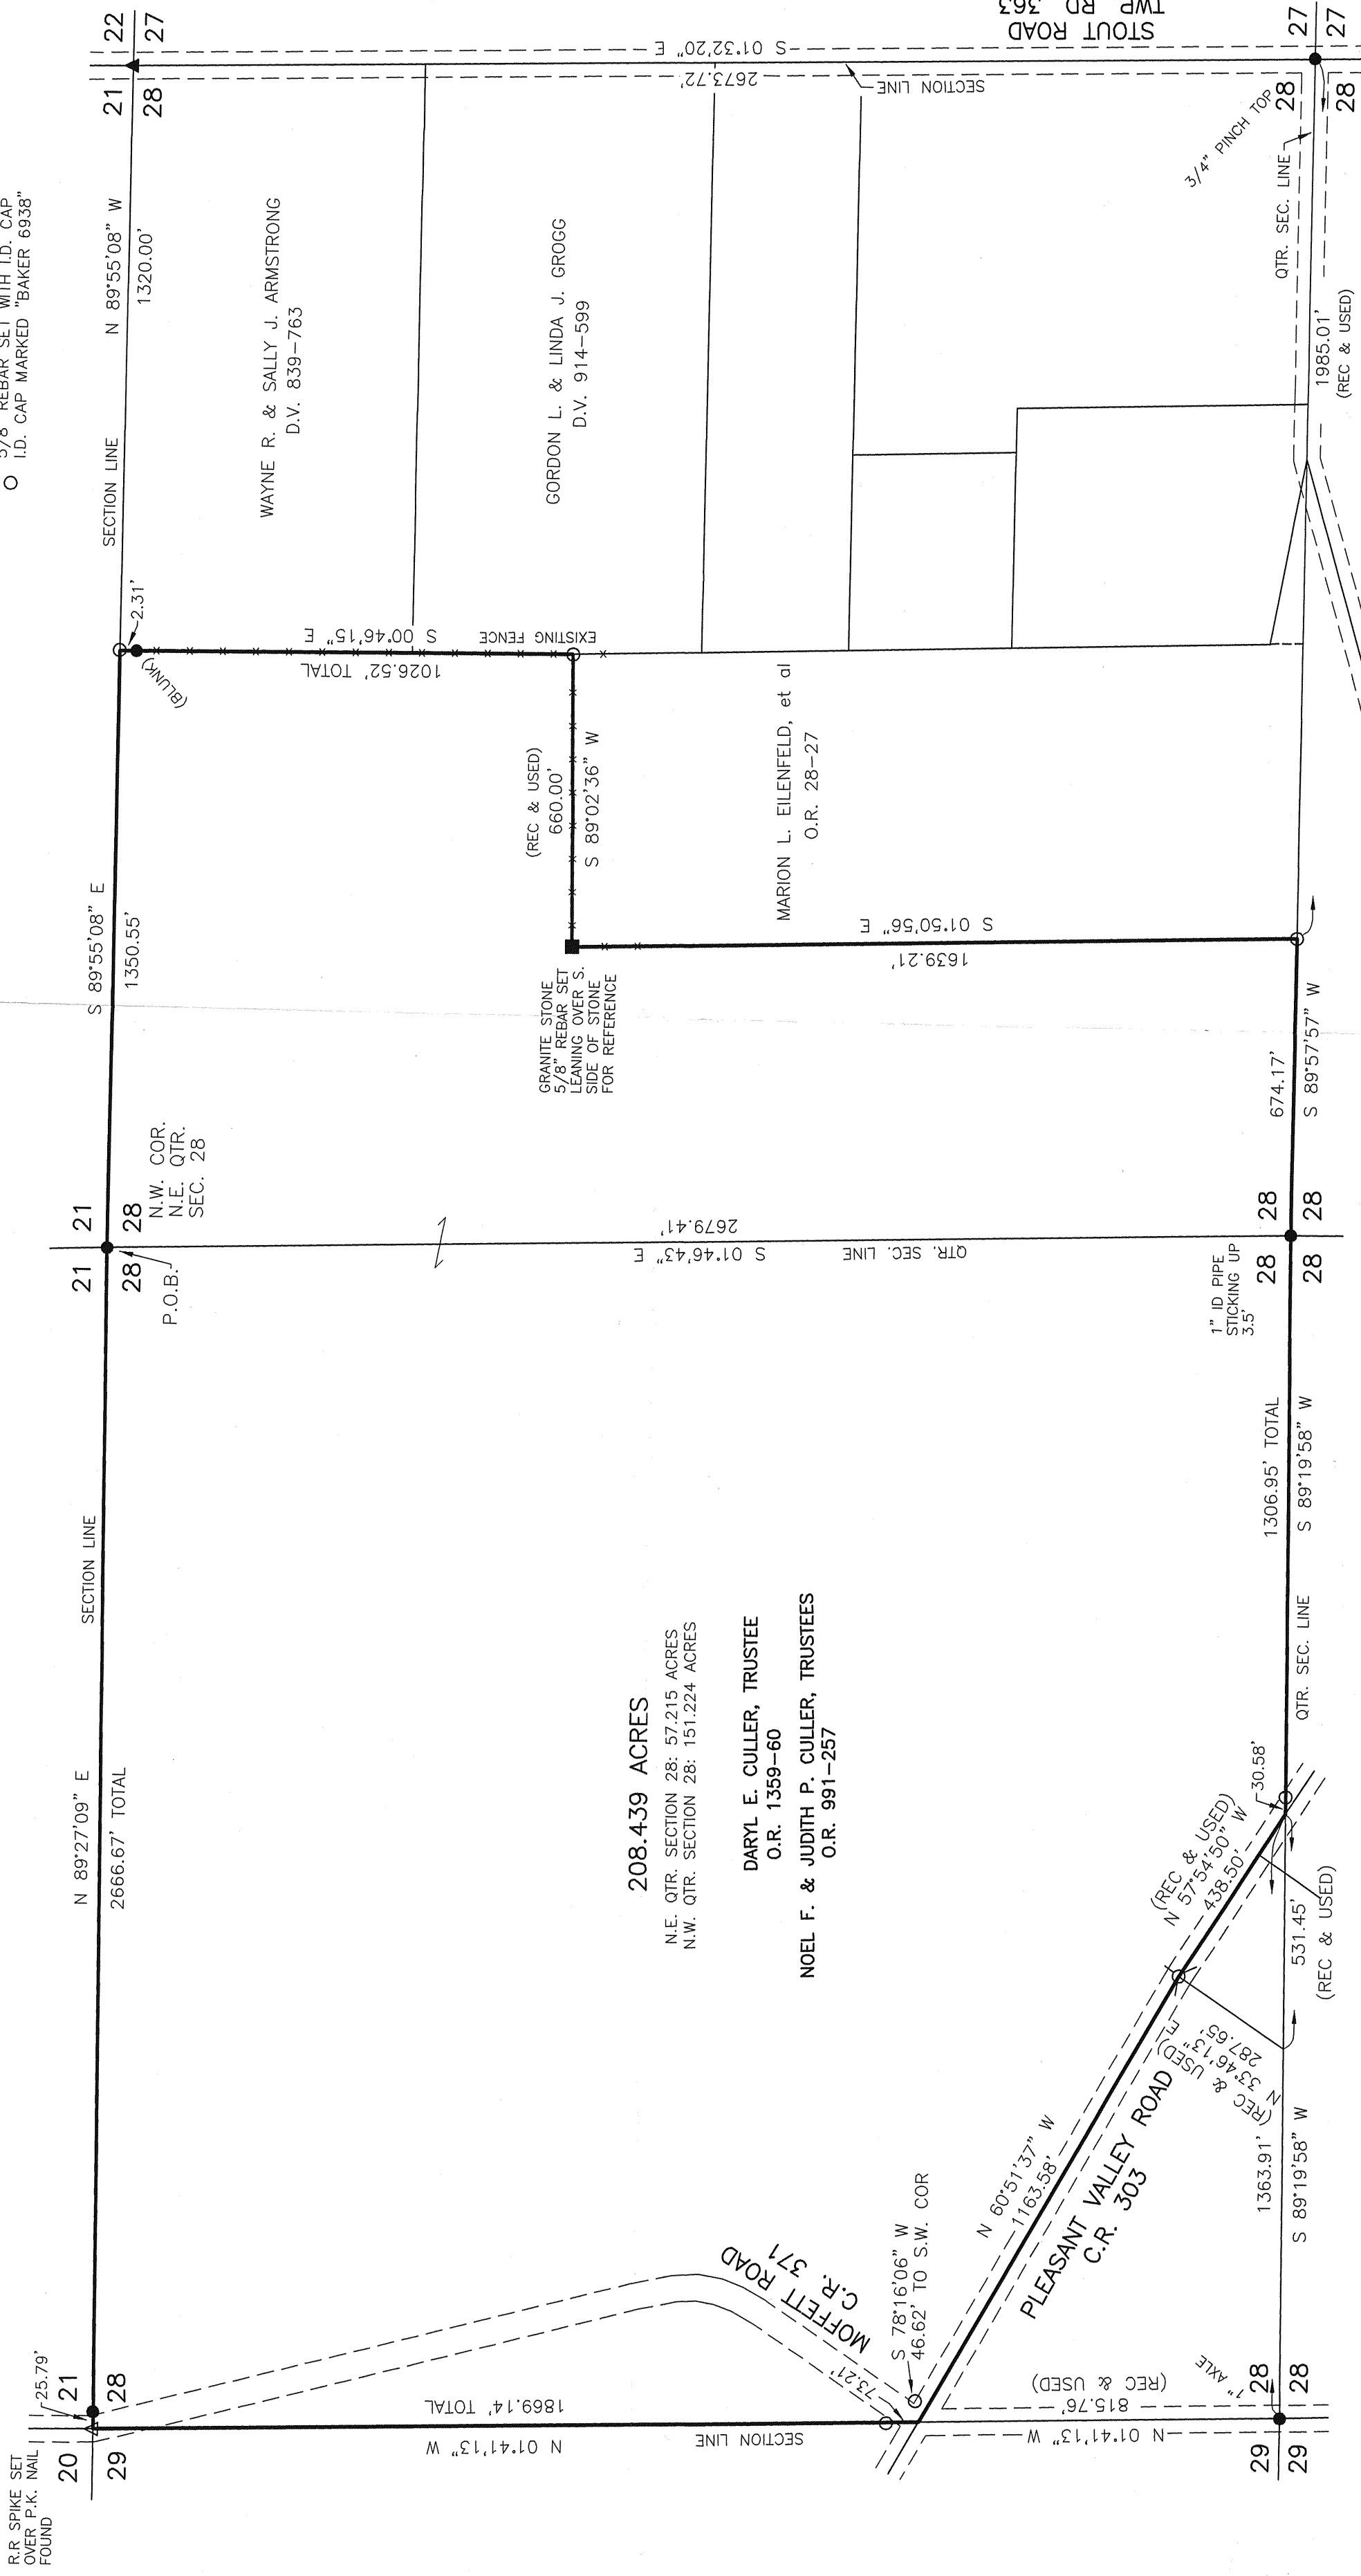 I.D. CAP MARKED "BAKER 6938"
R.R SPIKE SET
OVER P.K. NAIL
FOUND
20
29
25.79'
21
28
N 89°27'09" E
2666.67' TOTAL
SECTION LINE
21
28
P.O.B.
21
28
N.W. COR.
N.E. QTR.
SEC. 28
S 89°55'08" E
1350.55'
2.31'
(BLUNK)
SECTION LINE
N 89°55'08" W
1320.00'
21
28
22
27
S 01°32'20" E
2673.72'
SECTION LINE
STOUT ROAD
TWP RD 363
WAYNE R. & SALLY J. ARMSTRONG
D.V. 839-763
GORDON L. & LINDA J. GROGG
D.V. 914-599
S 00°46'15" E
1026.52' TOTAL
EXISTING FENCE
(REC & USED)
660.00'
S 89°02'36" W
MARION L. EILENFELD, et al
O.R. 28-27
GRANITE STONE
5/8" REBAR SET
LEANING OVER S.
SIDE OF STONE
FOR REFERENCE
S 01°50'56" E
1639.21'
2679.41'
S 01°46'43" E
QTR. SEC. LINE
208.439 ACRES
N.E. QTR. SECTION 28: 57.215 ACRES
N.W. QTR. SECTION 28: 151.224 ACRES
DARYL E. CULLER, TRUSTEE
O.R. 1359-60
NOEL F. & JUDITH P. CULLER, TRUSTEES
O.R. 991-257
1869.14' TOTAL
N 01°41'13" W
SECTION LINE
MOFFETT ROAD
C.R. 371
73.21'
S 78°16'06" W
46.62' TO S.W. COR
N 60°51'37" W
1163.58'
PLEASANT VALLEY ROAD
C.R. 303
(REC & USED)
N 57°54'50" W
438.50'
N 33°46'13" E
287.65'
(REC & USED)
(REC & USED)
815.76'
N 01°41'13" W
1" AXLE
29
29
28
28
1363.91'
S 89°19'58" W
531.45'
(REC & USED)
30.58'
QTR. SEC. LINE
1306.95' TOTAL
S 89°19'58" W
1" ID PIPE
STICKING UP
3.5'
28
28
28
28
674.17'
S 89°57'57" W
1985.01'
(REC & USED)
QTR. SEC. LINE
3/4" PINCH TOP
28
28
27
27